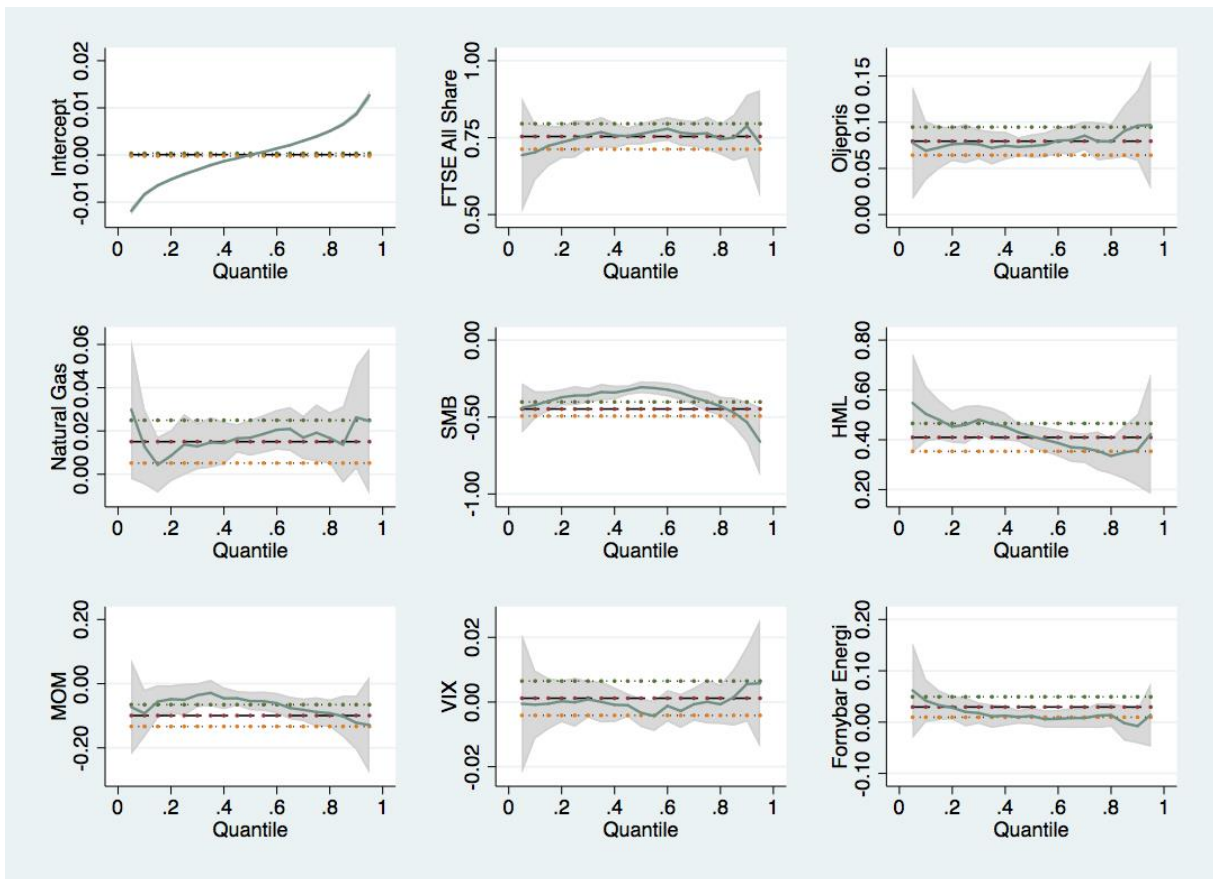 Intercept
-0.01 0.00 0.01 0.02
0 .2 .4 .6 .8 1
Quantile
FTSE All Share
0.50 0.75 1.00
0 .2 .4 .6 .8 1
Quantile
Oljepris
0.00 0.05 0.10 0.15
0 .2 .4 .6 .8 1
Quantile
Natural Gas
0.00 0.02 0.04 0.06
0 .2 .4 .6 .8 1
Quantile
SMB
-1.00 -0.50 0.00
0 .2 .4 .6 .8 1
Quantile
HML
0.20 0.40 0.60 0.80
0 .2 .4 .6 .8 1
Quantile
MOM
-0.20 0.00 0.20
0 .2 .4 .6 .8 1
Quantile
VIX
-0.02 0.00 0.02
0 .2 .4 .6 .8 1
Quantile
Fornybar Energi
-0.10 0.00 0.10 0.20
0 .2 .4 .6 .8 1
Quantile